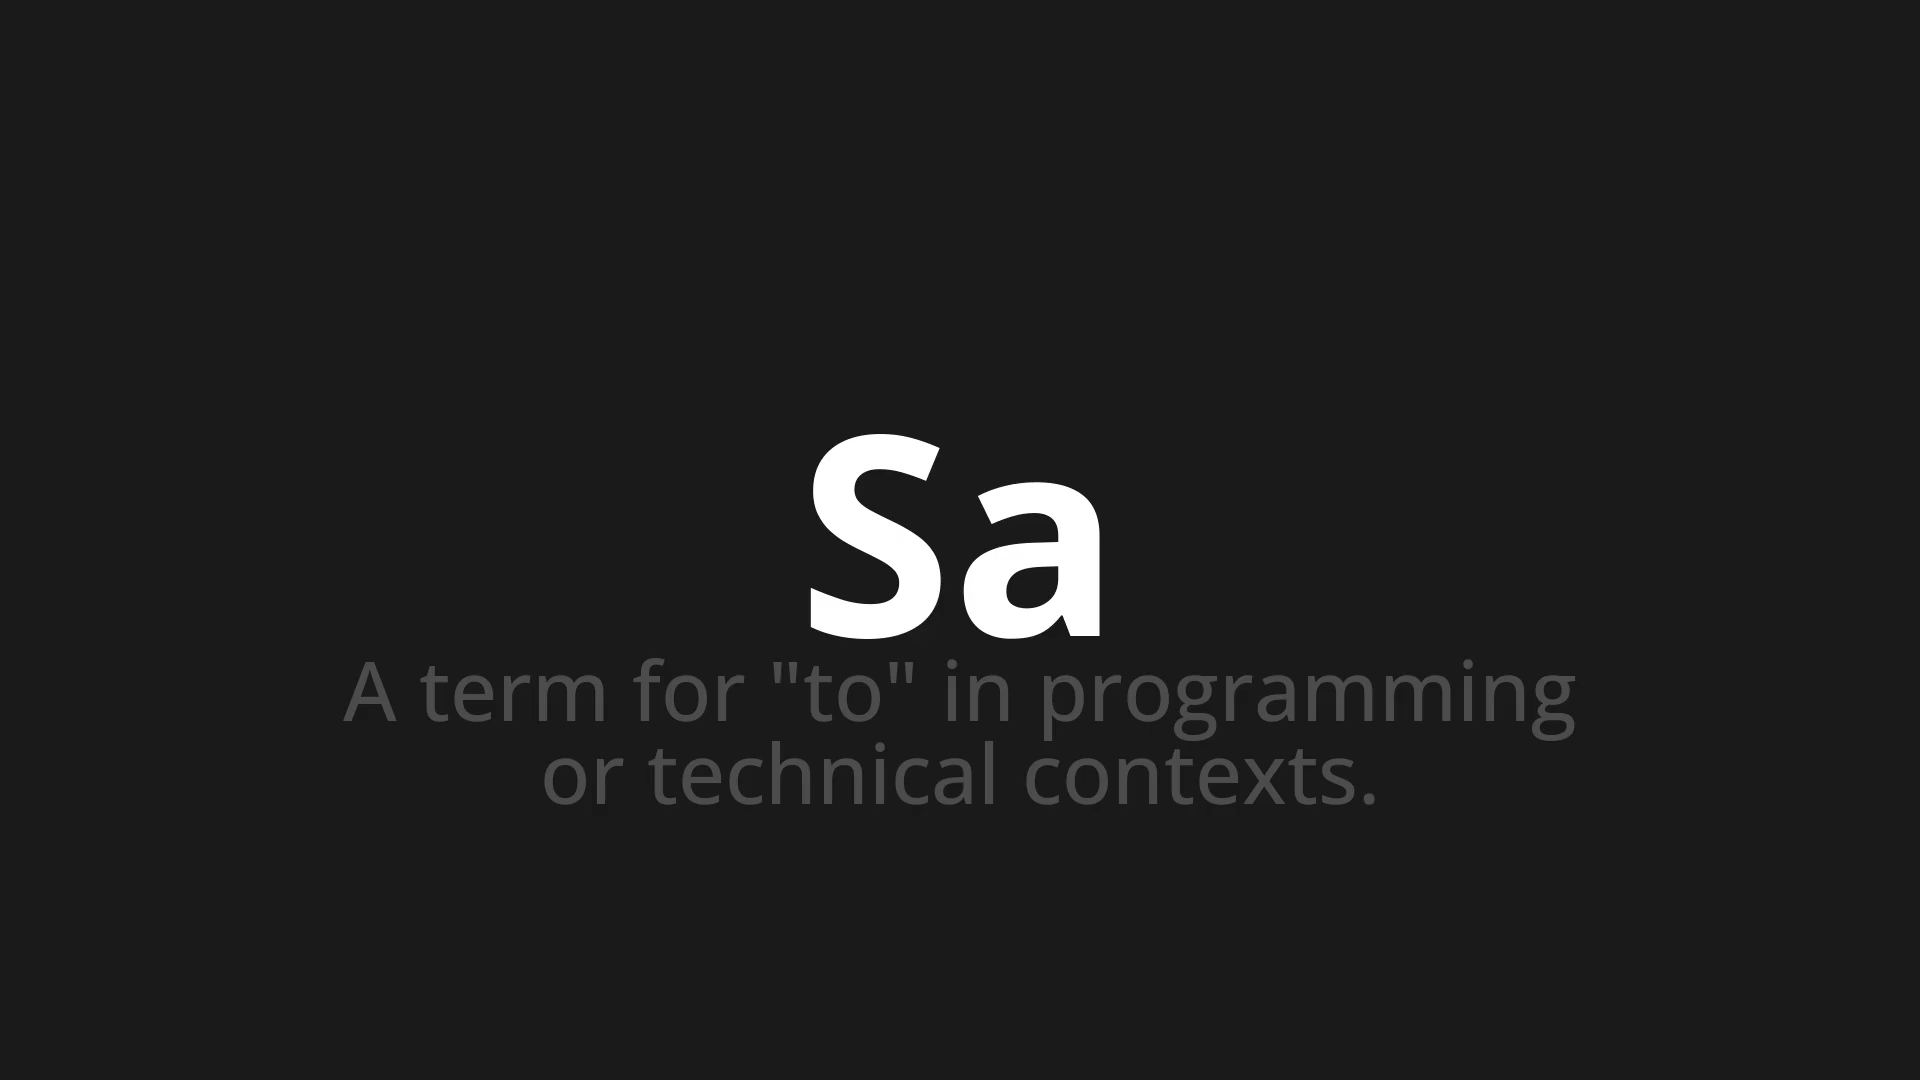 Sa
A term for "to" in programming
or technical contexts.